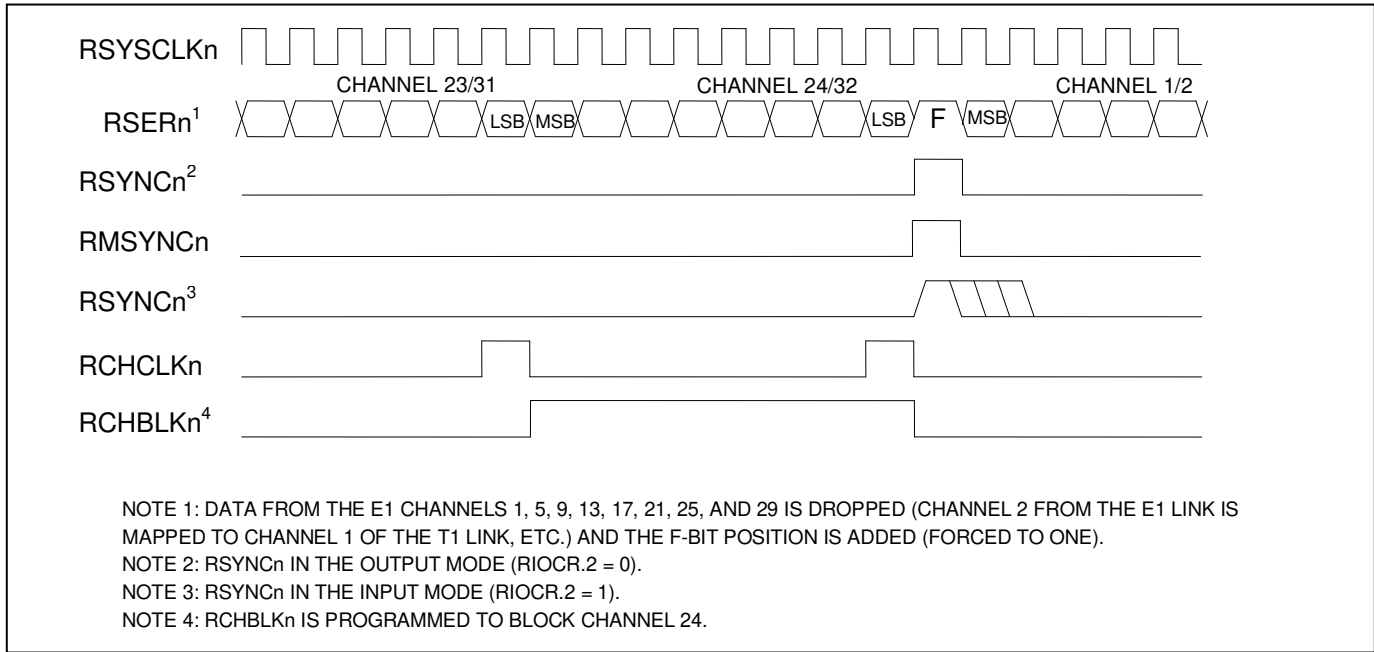 RSYSCLKn
CHANNEL 23/31 CHANNEL 24/32 CHANNEL 1/2
RSERn1 LSB MSB LSB F MSB
RSYNCn2
RMSYNCn
RSYNCn3
RCHCLKn
RCHBLKn4
NOTE 1: DATA FROM THE E1 CHANNELS 1, 5, 9, 13, 17, 21, 25, AND 29 IS DROPPED (CHANNEL 2 FROM THE E1 LINK IS
MAPPED TO CHANNEL 1 OF THE T1 LINK, ETC.) AND THE F-BIT POSITION IS ADDED (FORCED TO ONE).
NOTE 2: RSYNCn IN THE OUTPUT MODE (RIOCR.2 = 0).
NOTE 3: RSYNCn IN THE INPUT MODE (RIOCR.2 = 1).
NOTE 4: RCHBLKn IS PROGRAMMED TO BLOCK CHANNEL 24.